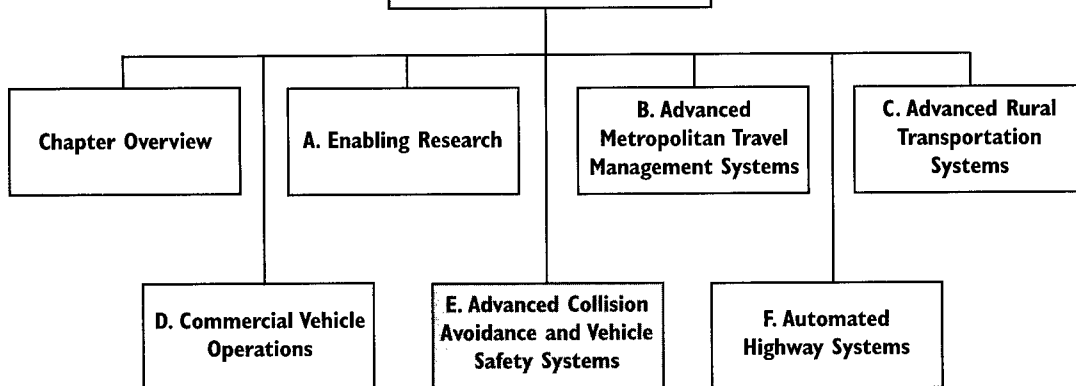 Chapter Overview
A. Enabling Research
B. Advanced
Metropolitan Travel
Management Systems
C. Advanced Rural
Transportation
Systems
D. Commercial Vehicle
Operations
E. Advanced Collision
Avoidance and Vehicle
Safety Systems
F. Automated
Highway Systems